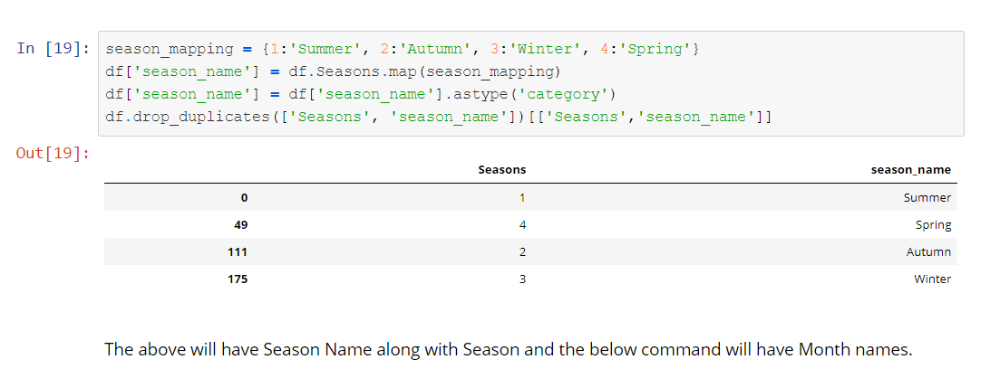 In [19]: season_mapping = {1:'Summer', 2:'Autumn', 3:'Winter', 4:'Spring'}
df['season_name'] = df.Seasons.map(season_mapping)
df['season_name'] = df['season_name'].astype('category')
df.drop_duplicates(['Seasons', 'season_name'])[['Seasons','season_name']]
Out[19]:
Seasons season_name
0 1 Summer
49 4 Spring
111 2 Autumn
175 3 Winter
The above will have Season Name along with Season and the below command will have Month names.